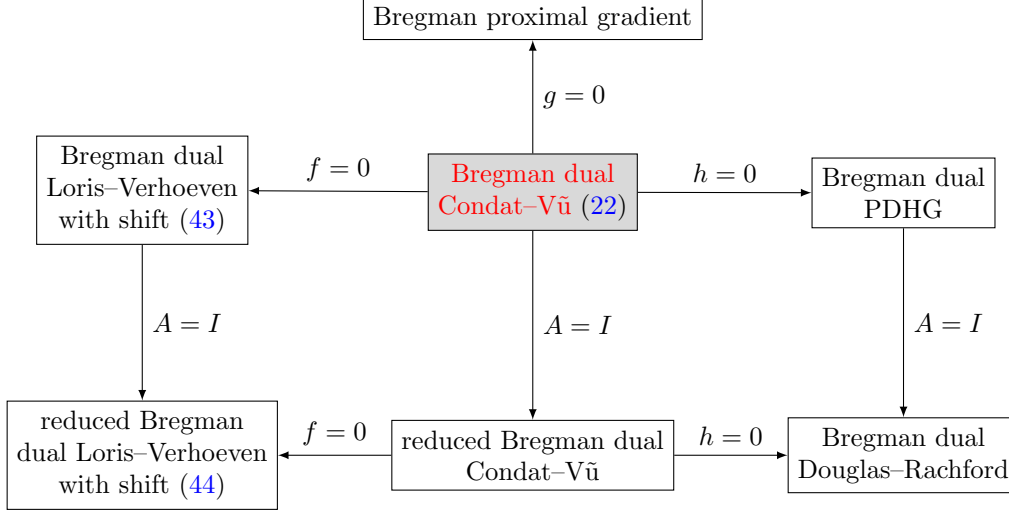 Bregman proximal gradient
g = 0
Bregman dual
Loris–Verhoeven
with shift (43)
f = 0
Bregman dual
Condat–Vũ (22)
h = 0
Bregman dual
PDHG
A = I
A = I
A = I
reduced Bregman
dual Loris–Verhoeven
with shift (44)
f = 0
reduced Bregman dual
Condat–Vũ
h = 0
Bregman dual
Douglas–Rachford